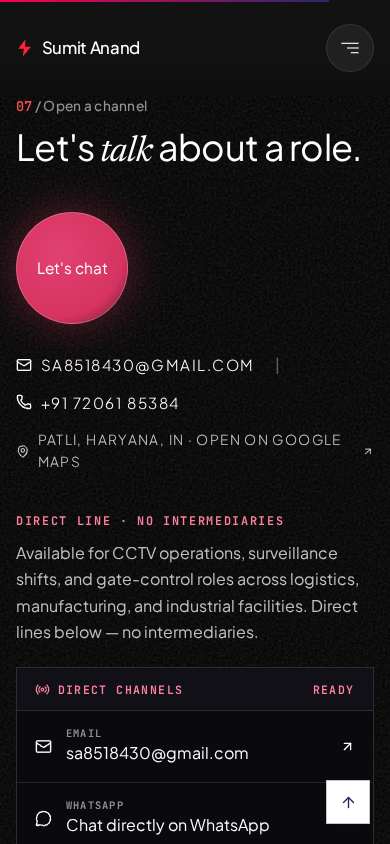 Sumit Anand
07 / Open a channel
Let's talk about a role.
Let's chat
SA8518430@GMAIL.COM |
+91 72061 85384
PATLI, HARYANA, IN · OPEN ON GOOGLE
MAPS
DIRECT LINE · NO INTERMEDIARIES
Available for CCTV operations, surveillance
shifts, and gate-control roles across logistics,
manufacturing, and industrial facilities. Direct
lines below — no intermediaries.
DIRECT CHANNELS READY
EMAIL
sa8518430@gmail.com
WHATSAPP
Chat directly on WhatsApp